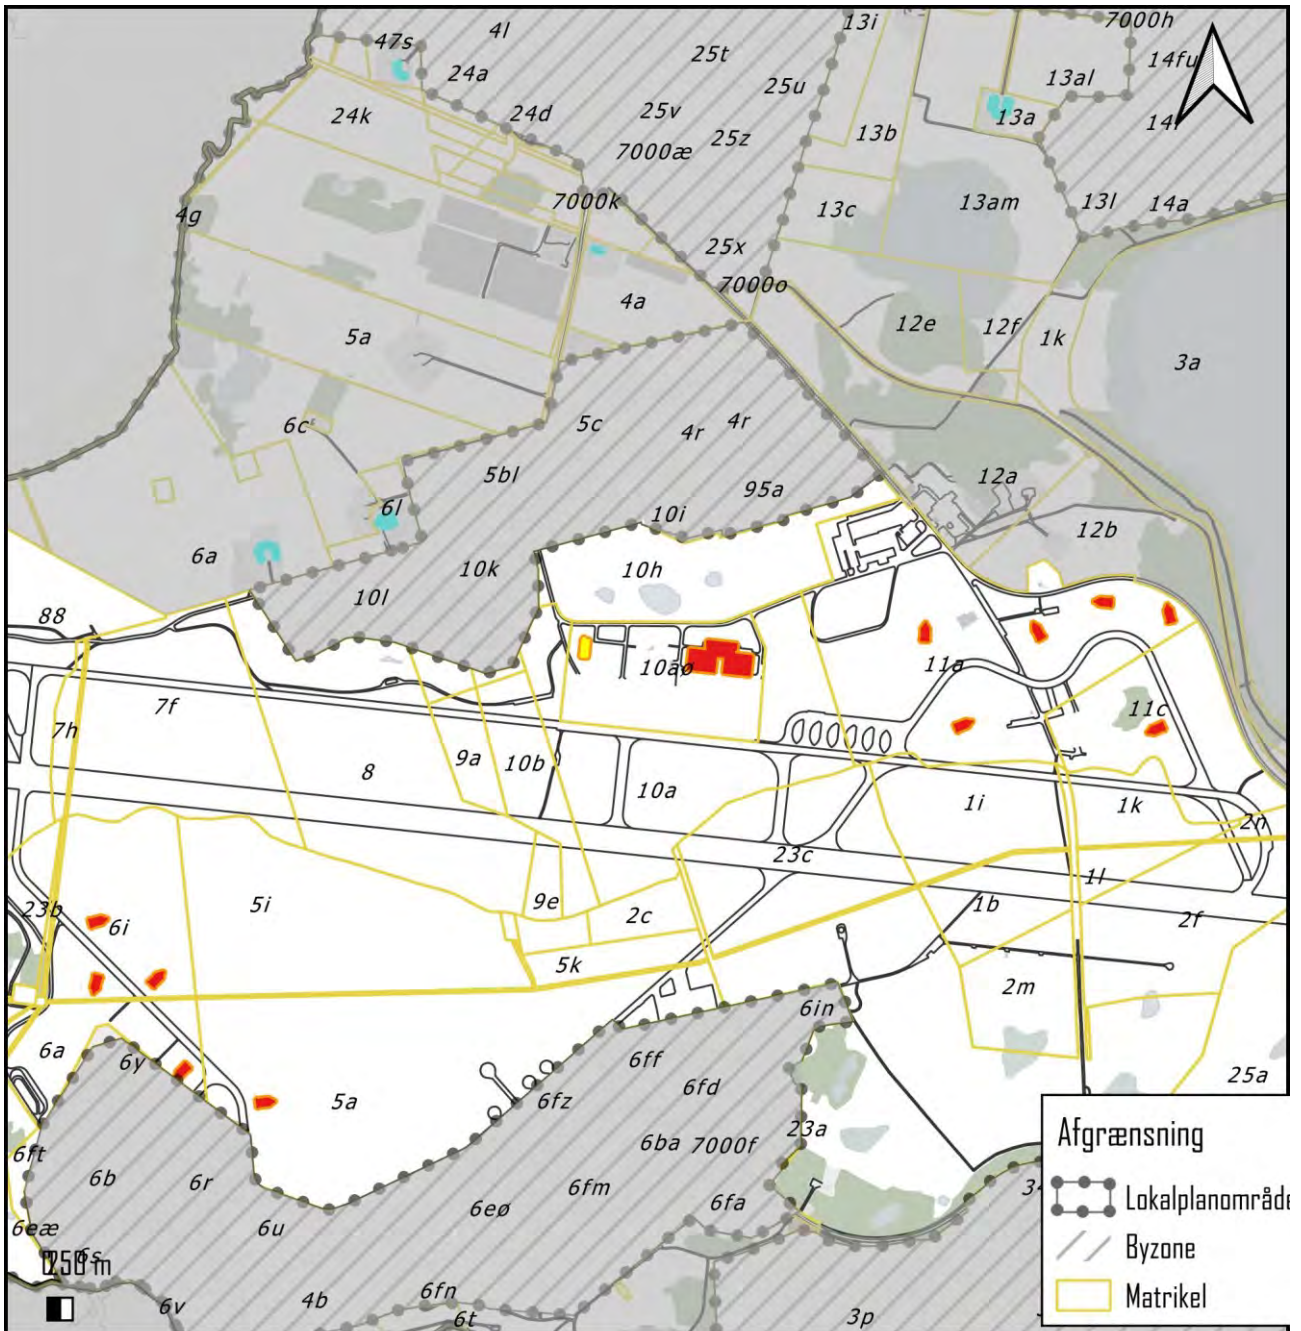 4l
13i
7000h
47s
25t
14fu
24a
25u
13al
24k
24d
25v
13a
14i
25z
13b
7000æ
4g
7000k
13c
13am
13l
14a
25x
7000o
4a
12e
12f
1k
5a
3a
6c
5c
4r
4r
5bl
95a
12a
6l
10i
12b
6a
10k
10h
10l
88
11a
10aø
7f
11c
7h
8
9a
10b
10a
1i
1k
2n
23c
1l
5i
9e
2c
1b
2f
23b
6i
5k
2m
6in
6a
6y
6ff
6fd
25a
5a
6fz
23a
6ba
7000f
6ft
6b
6r
6fm
6eø
6fa
6eæ
6u
6s
250 m
6fn
4b
6v
6t
3p
Afgrænsning
Lokalplanområde
Byzone
Matrikel